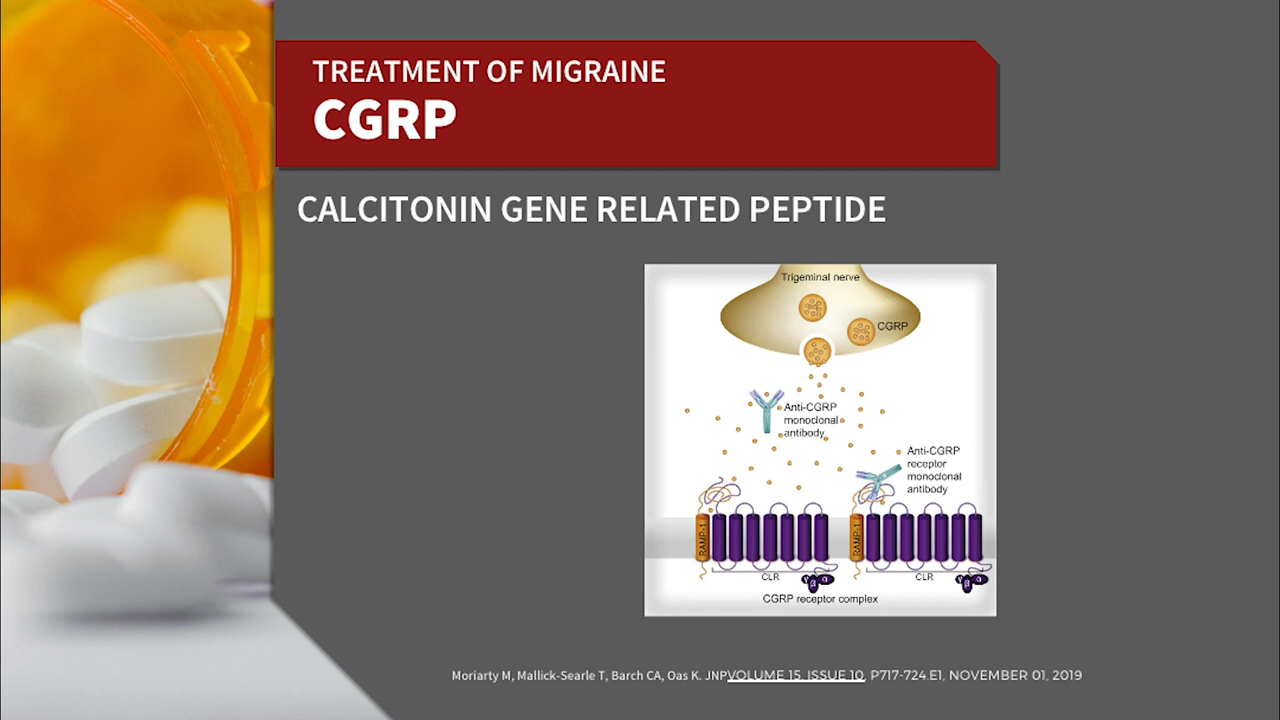 TREATMENT OF MIGRAINE
CGRP
CALCITONIN GENE RELATED PEPTIDE
Trigeminal nerve
CGRP
Anti-CGRP
monoclonal
antibody
Anti-CGRP
receptor
monoclonal
antibody
RAMP-1
RAMP-1
CLR
CLR
CGRP receptor complex
Moriarty M, Mallick-Searle T, Barch CA, Oas K. JNPVOLUME 15, ISSUE 10, P717-724.E1, NOVEMBER 01, 2019